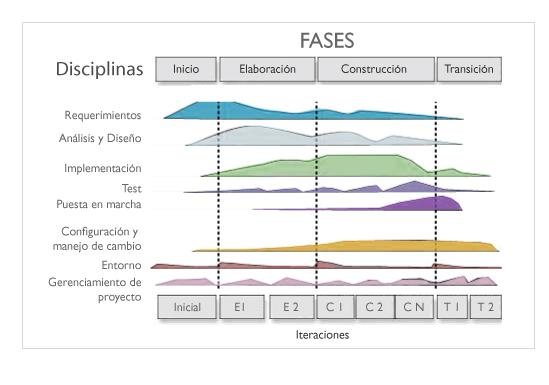 FASES
Disciplinas
Inicio
Elaboración
Construcción
Transición
Requerimientos
Análisis y Diseño
Implementación
Test
Puesta en marcha
Configuración y
manejo de cambio
Entorno
Gerenciamiento de
proyecto
Inicial
E1
E 2
C 1
C 2
C N
T 1
T 2
Iteraciones